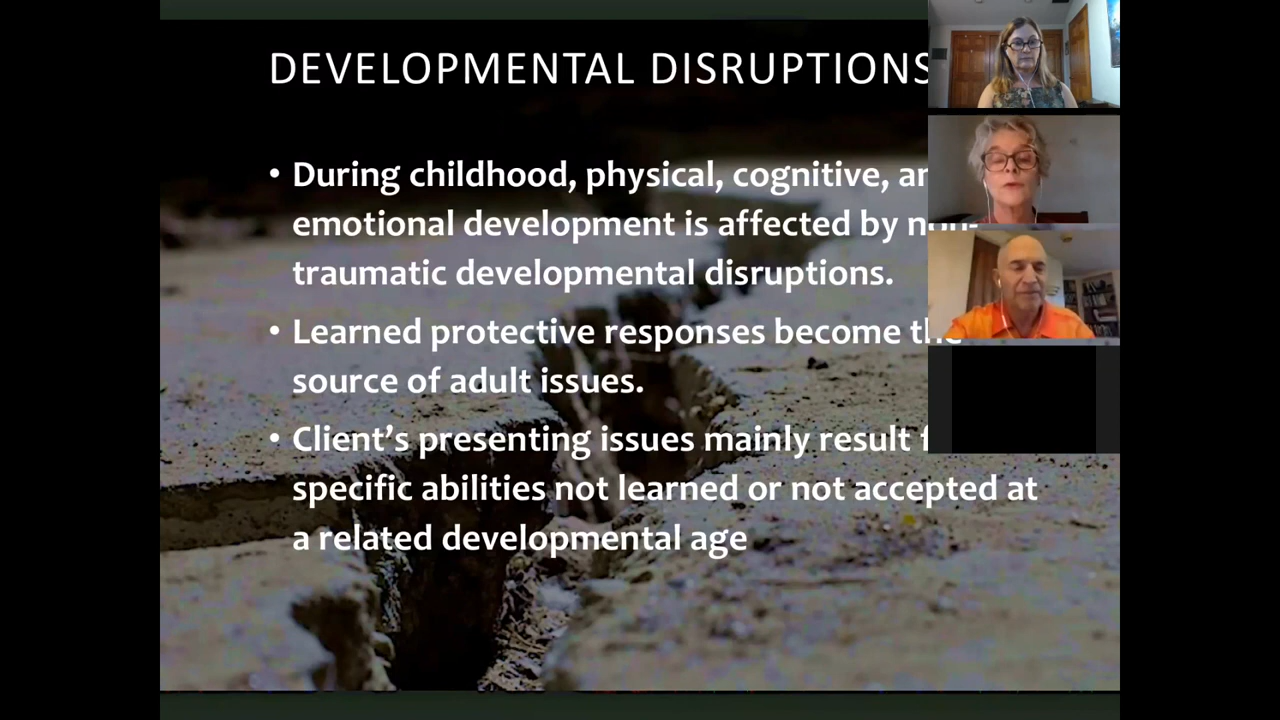 DEVELOPMENTAL DISRUPTIONS
• During childhood, physical, cognitive,
emotional development is affected by non-
traumatic developmental disruptions.
• Learned protective responses become the
source of adult issues.
• Client’s presenting issues mainly result
specific abilities not learned or not accepted at
a related developmental age